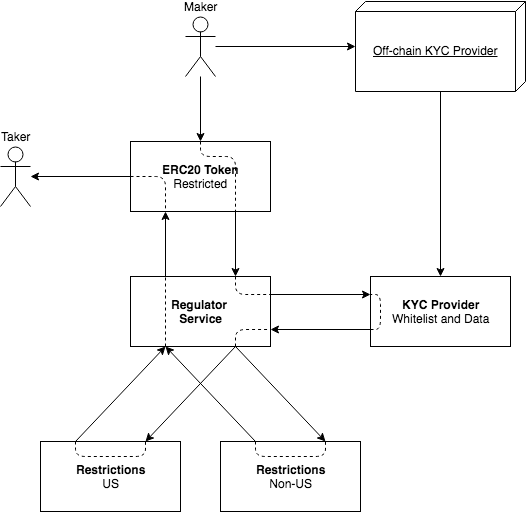 Maker
Off-chain KYC Provider
Taker
ERC20 Token
Restricted
Regulator
Service
KYC Provider
Whitelist and Data
Restrictions
US
Restrictions
Non-US